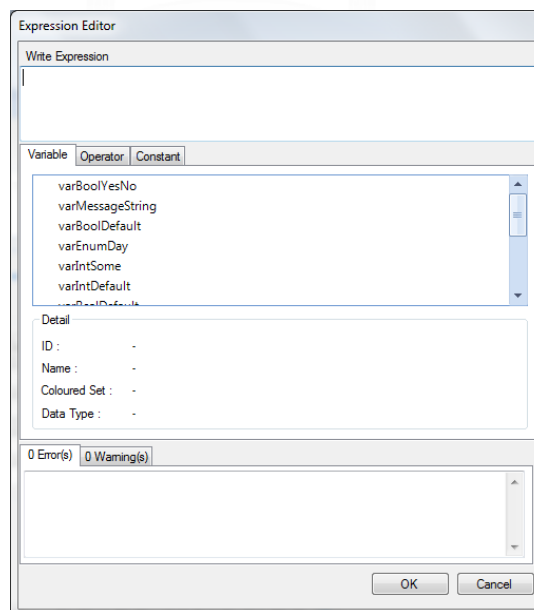 Expression Editor
Write Expression
Variable Operator Constant
varBoolYesNo
varMessageString
varBoolDefault
varEnumDay
varIntSome
varIntDefault
Detail
ID : -
Name : -
Coloured Set : -
Data Type : -
0 Error(s) 0 Warning(s)
OK Cancel